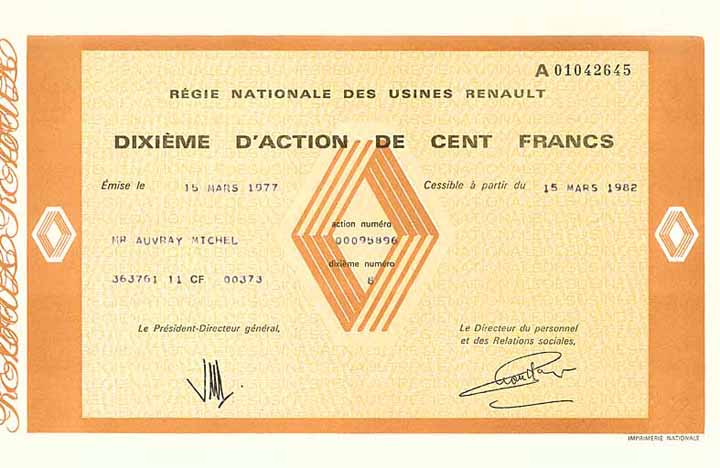 A 01042645
RÉGIE NATIONALE DES USINES RENAULT
DIXIÈME D'ACTION DE CENT FRANCS
Émise le 15 MARS 1977 Cessible à partir du 15 MARS 1982
action numéro
MR AUVRAY MICHEL 00095896
dixième numéro
363761 11 CF 00373 8
Le Président-Directeur général,
Le Directeur du personnel
et des Relations sociales,
IMPRIMERIE NATIONALE